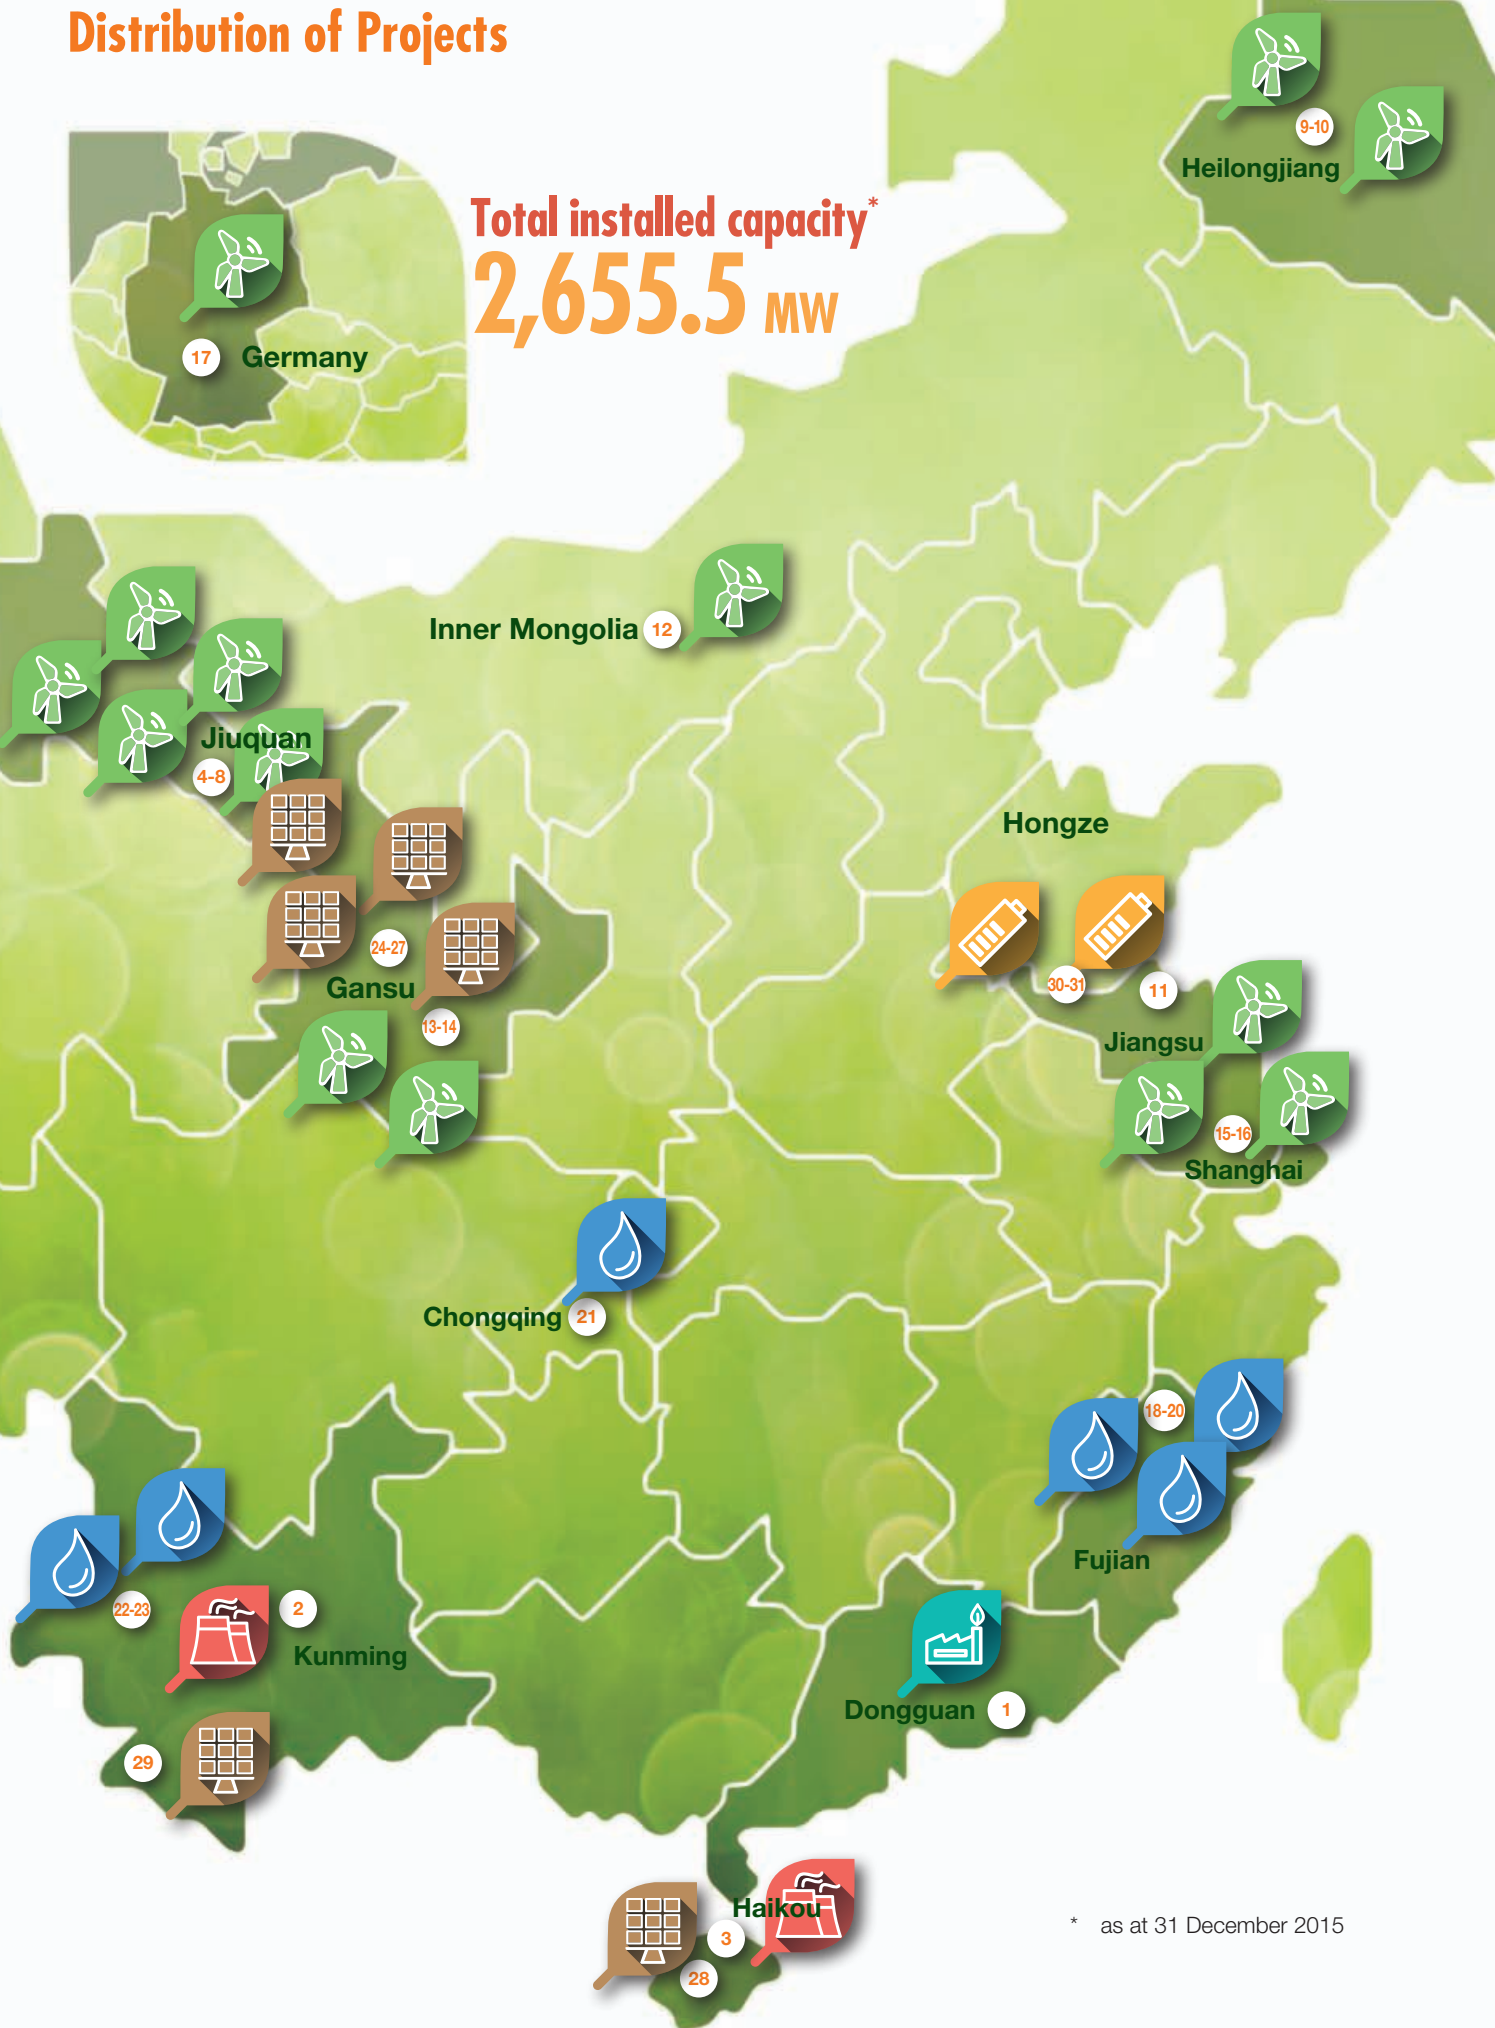 Distribution of Projects
9-10
Heilongjiang
Total installed capacity*
2,655.5 MW
17 Germany
Inner Mongolia 12
Jiuquan
4-8
Hongze
24-27
Gansu
13-14
30-31
11
Jiangsu
15-16
Shanghai
Chongqing 21
18-20
Fujian
22-23
2
Kunming
Dongguan 1
29
Haikou
3
28
* as at 31 December 2015